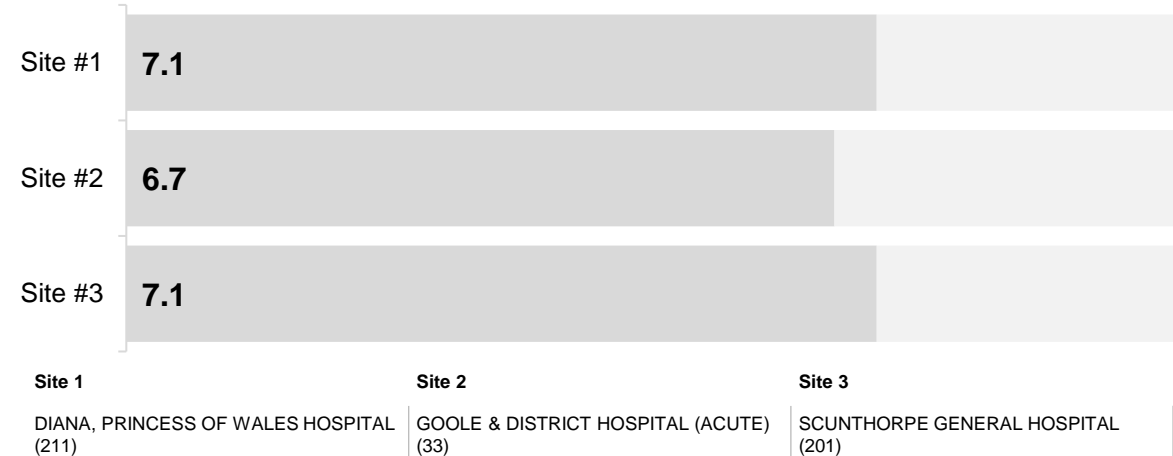 Site #1
7.1
Site #2
6.7
Site #3
7.1
Site 1
Site 2
Site 3
DIANA, PRINCESS OF WALES HOSPITAL
(211)
GOOLE & DISTRICT HOSPITAL (ACUTE)
(33)
SCUNTHORPE GENERAL HOSPITAL
(201)